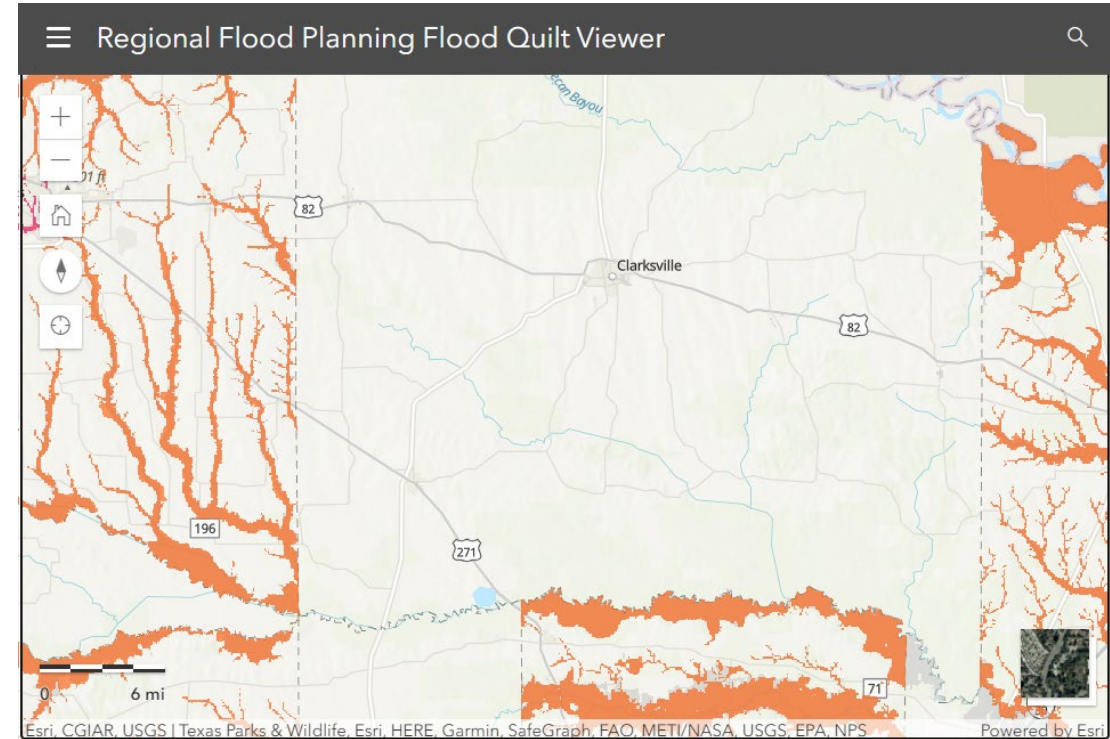 Regional Flood Planning Flood Quilt Viewer
82
Clarksville
82
196
271
71
0 6 mi
Esri, CGIAR, USGS | Texas Parks & Wildlife, Esri, HERE, Garmin, SafeGraph, FAO, METI/NASA, USGS, EPA, NPS Powered by Esri